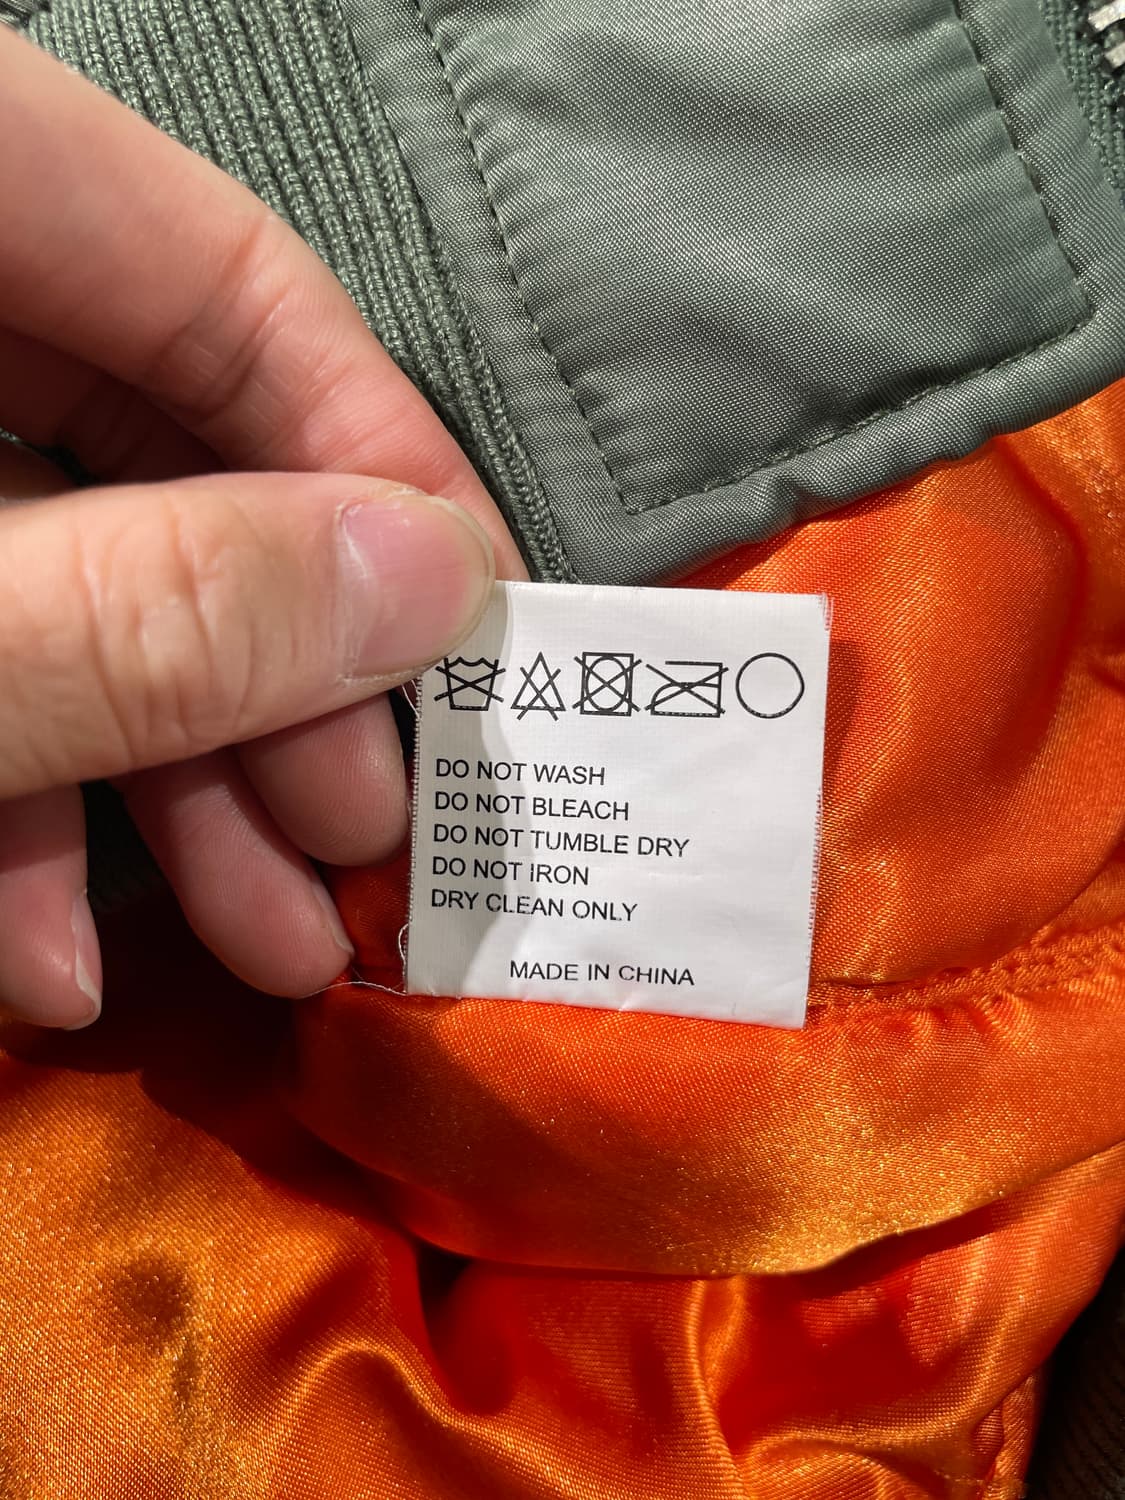 DO NOT WASH
DO NOT BLEACH
DO NOT TUMBLE DRY
DO NOT IRON
DRY CLEAN ONLY
MADE IN CHINA